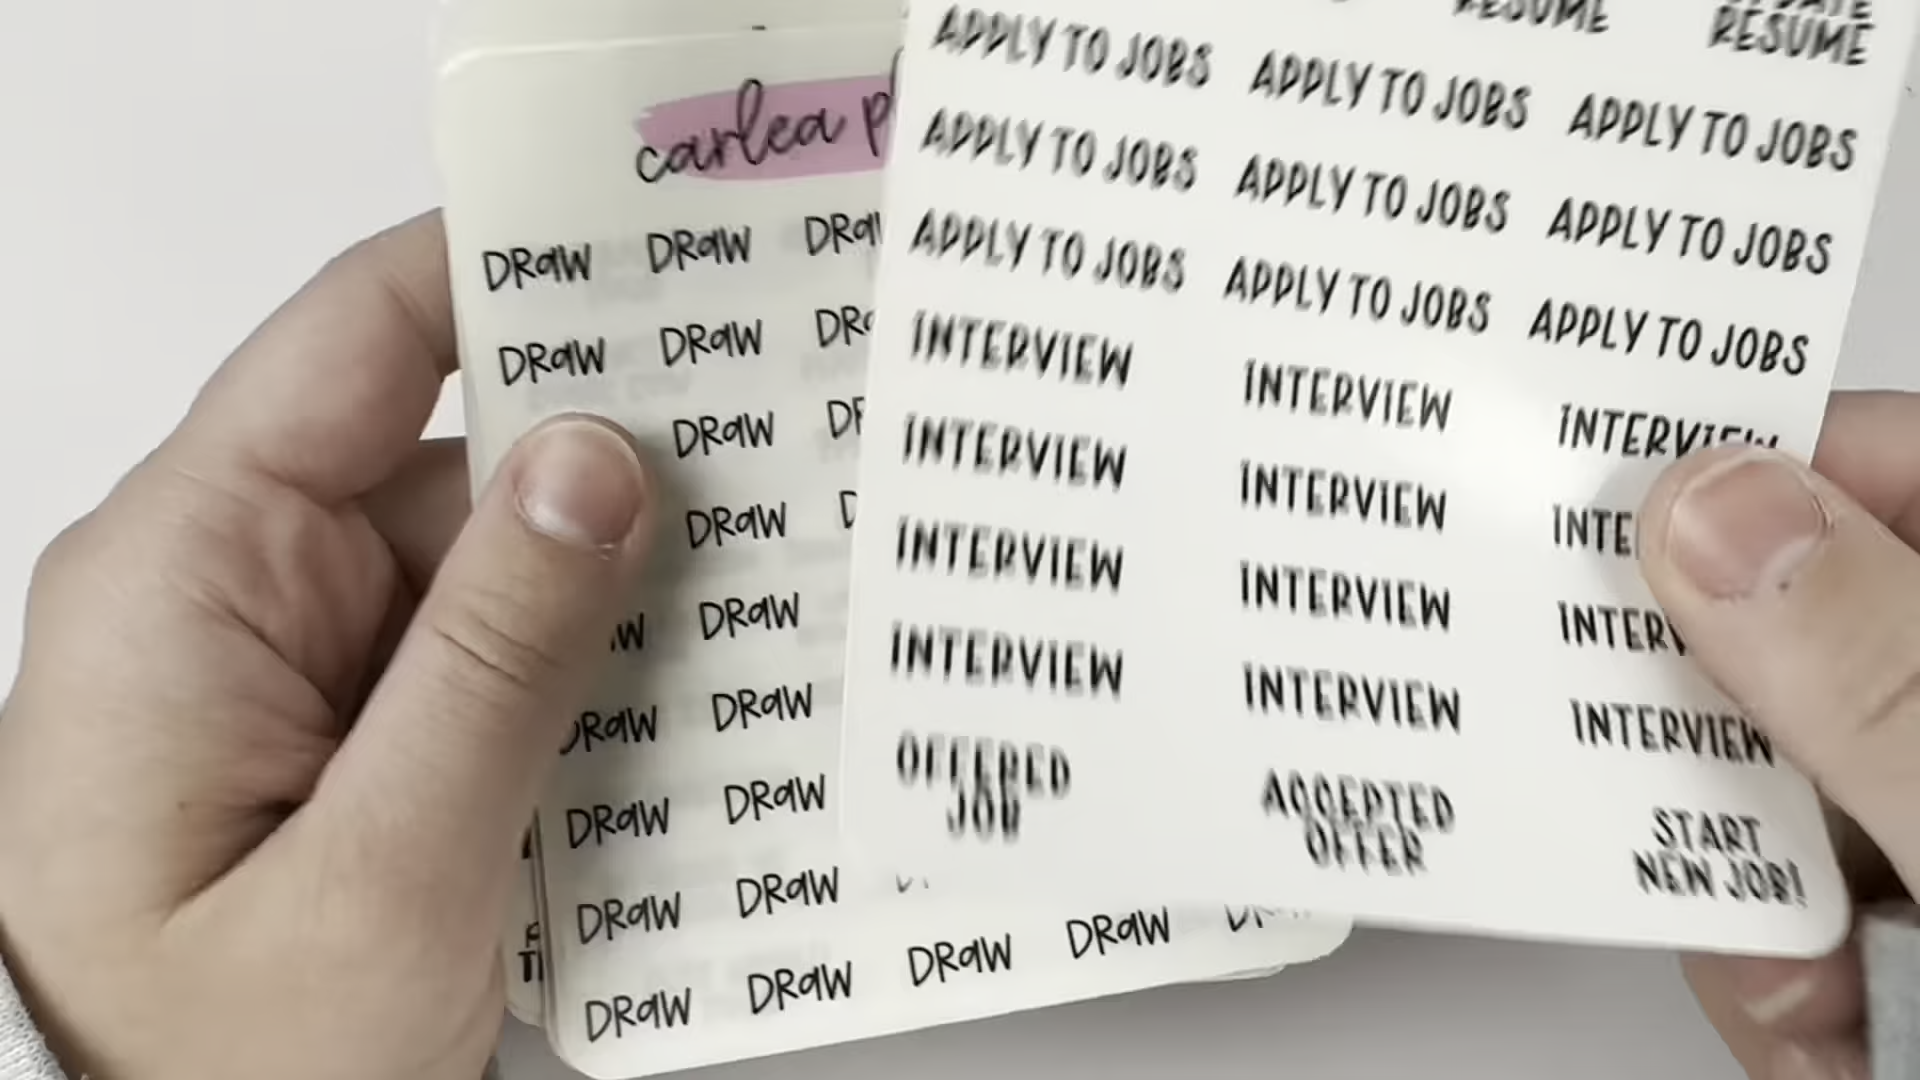 carlea
DRaW DRaW
DRaW DRaW
DRaW
DRaW
DRaW
DRaW
DRaW DRaW
DRaW DRaW
DRaW DRaW DRaW DRaW
RESUME
RESUME
APPLY TO JOBS APPLY TO JOBS APPLY TO JOBS
APPLY TO JOBS APPLY TO JOBS APPLY TO JOBS
APPLY TO JOBS APPLY TO JOBS APPLY TO JOBS
INTERVIEW INTERVIEW INTERVIEW
INTERVIEW INTERVIEW
INTERVIEW INTERVIEW
INTERVIEW INTERVIEW INTERVIEW
OFFERED
JOB
ACCEPTED
OFFER
START
NEW JOB!